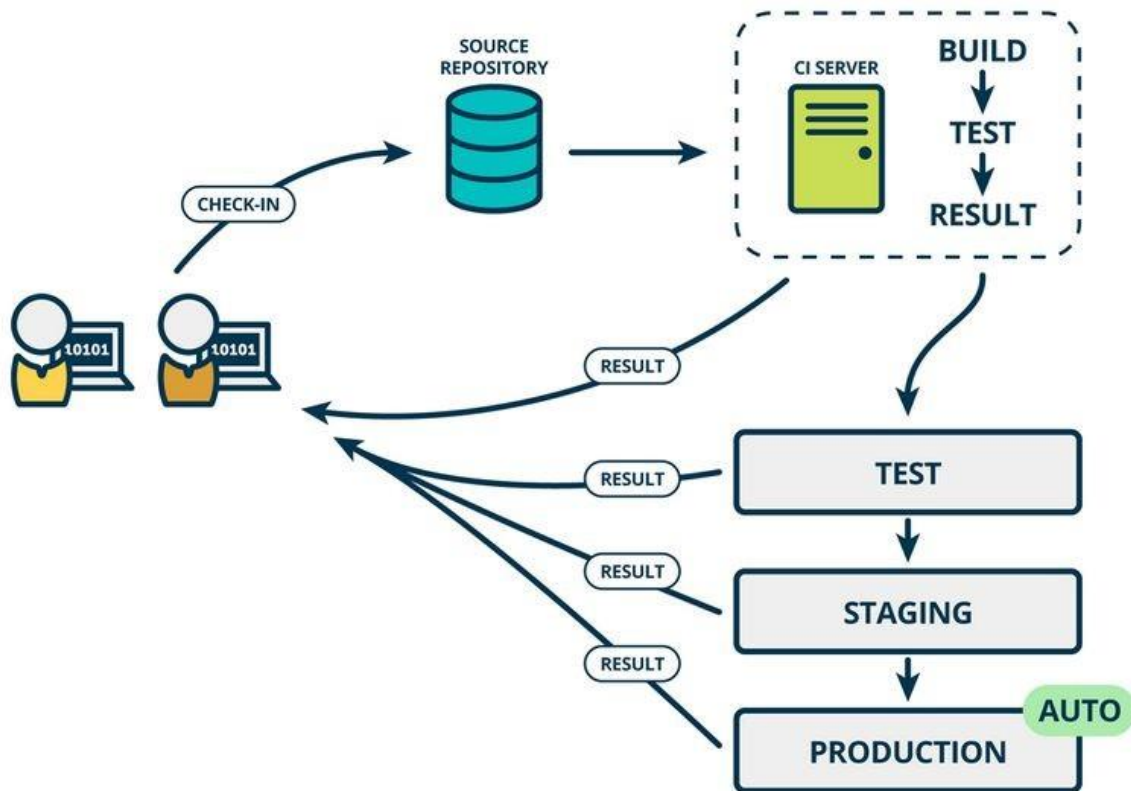 SOURCE
REPOSITORY
CI SERVER
BUILD
TEST
RESULT
CHECK-IN
10101
10101
RESULT
RESULT
TEST
RESULT
STAGING
RESULT
AUTO
PRODUCTION